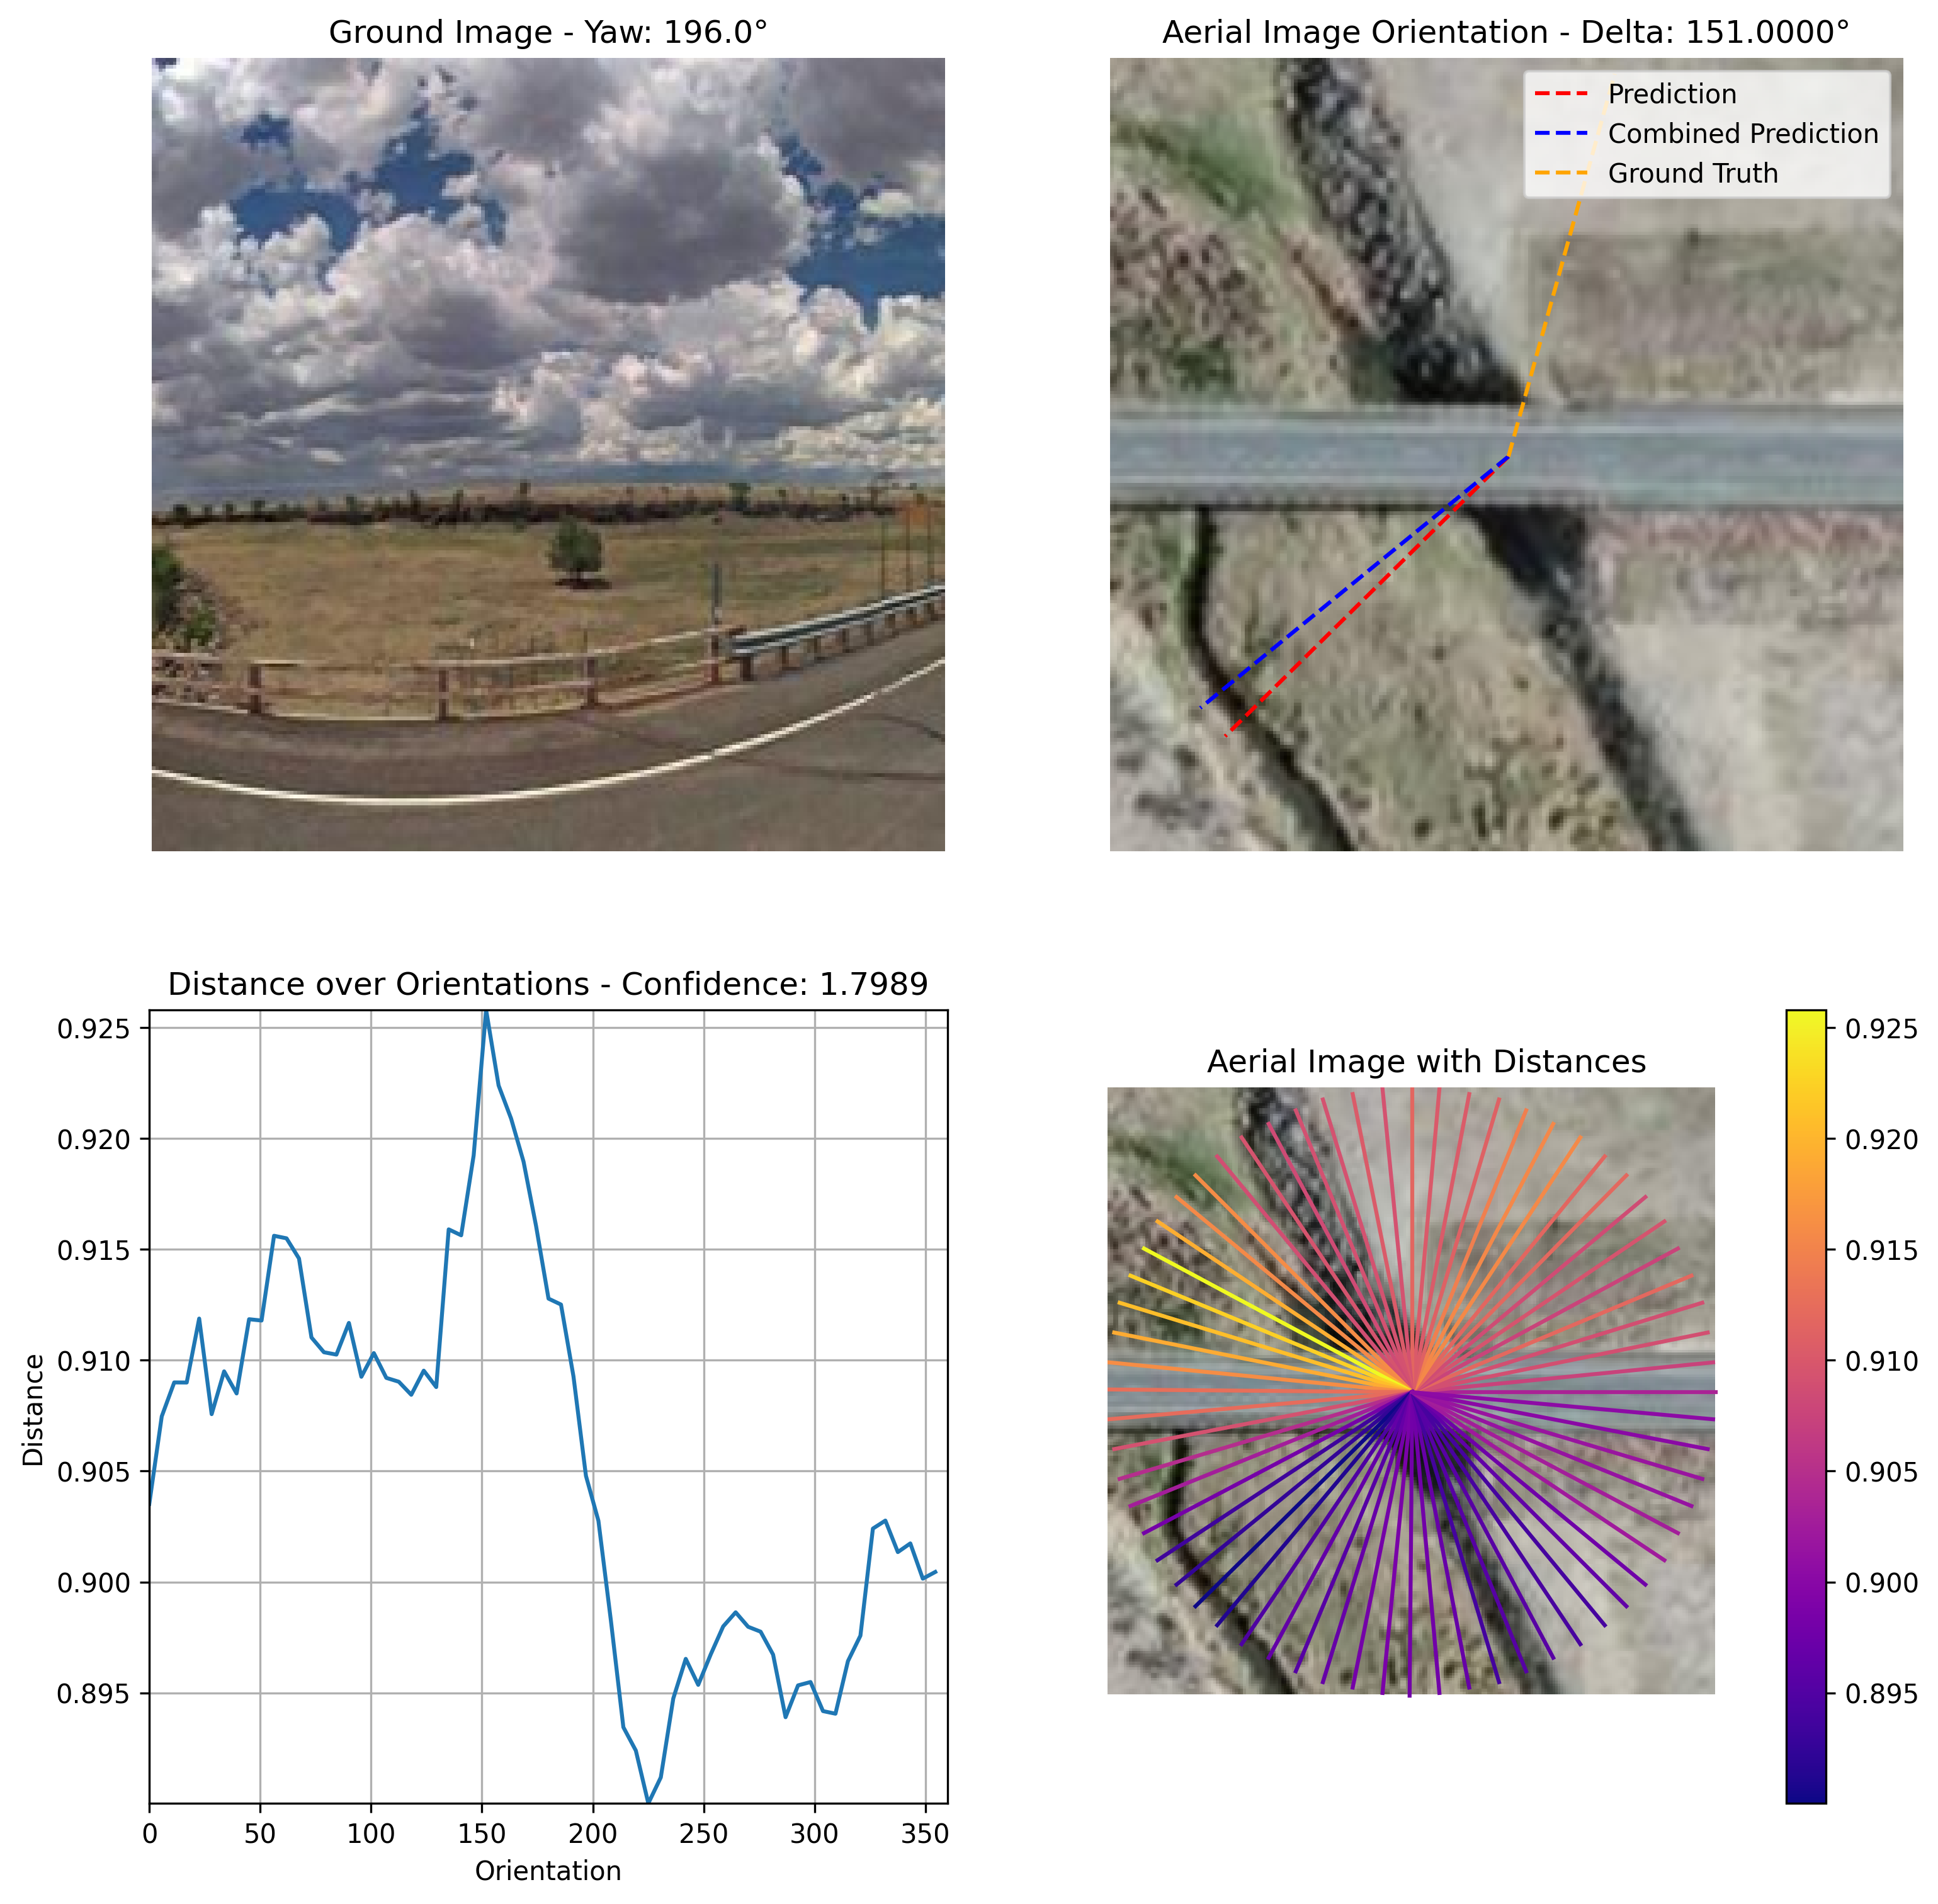 Ground Image - Yaw: 196.0°
Aerial Image Orientation - Delta: 151.0000°
Prediction
Combined Prediction
Ground Truth
Distance over Orientations - Confidence: 1.7989
0.925
0.920
0.915
0.910
0.905
0.900
0.895
Distance
0 50 100 150 200 250 300 350
Orientation
Aerial Image with Distances
0.925
0.920
0.915
0.910
0.905
0.900
0.895